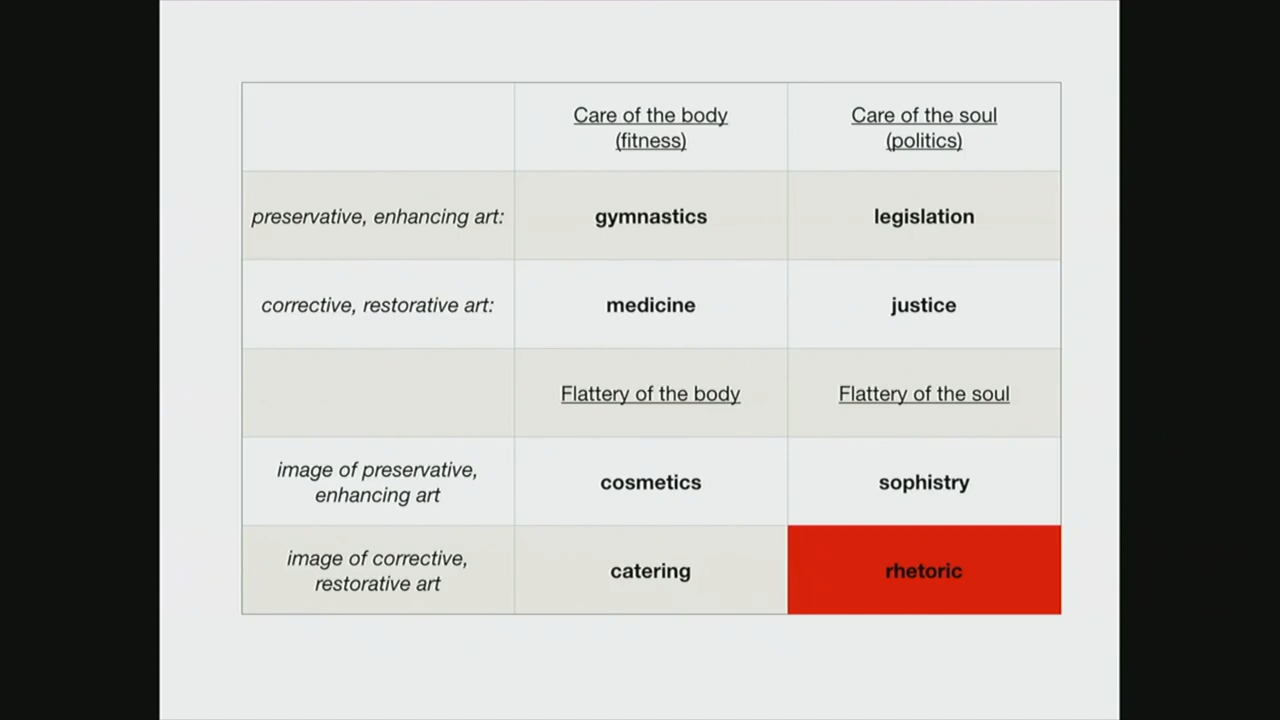 Care of the body
(fitness)
Care of the soul
(politics)
preservative, enhancing art:
gymnastics
legislation
corrective, restorative art:
medicine
justice
Flattery of the body
Flattery of the soul
image of preservative,
enhancing art
cosmetics
sophistry
image of corrective,
restorative art
catering
rhetoric